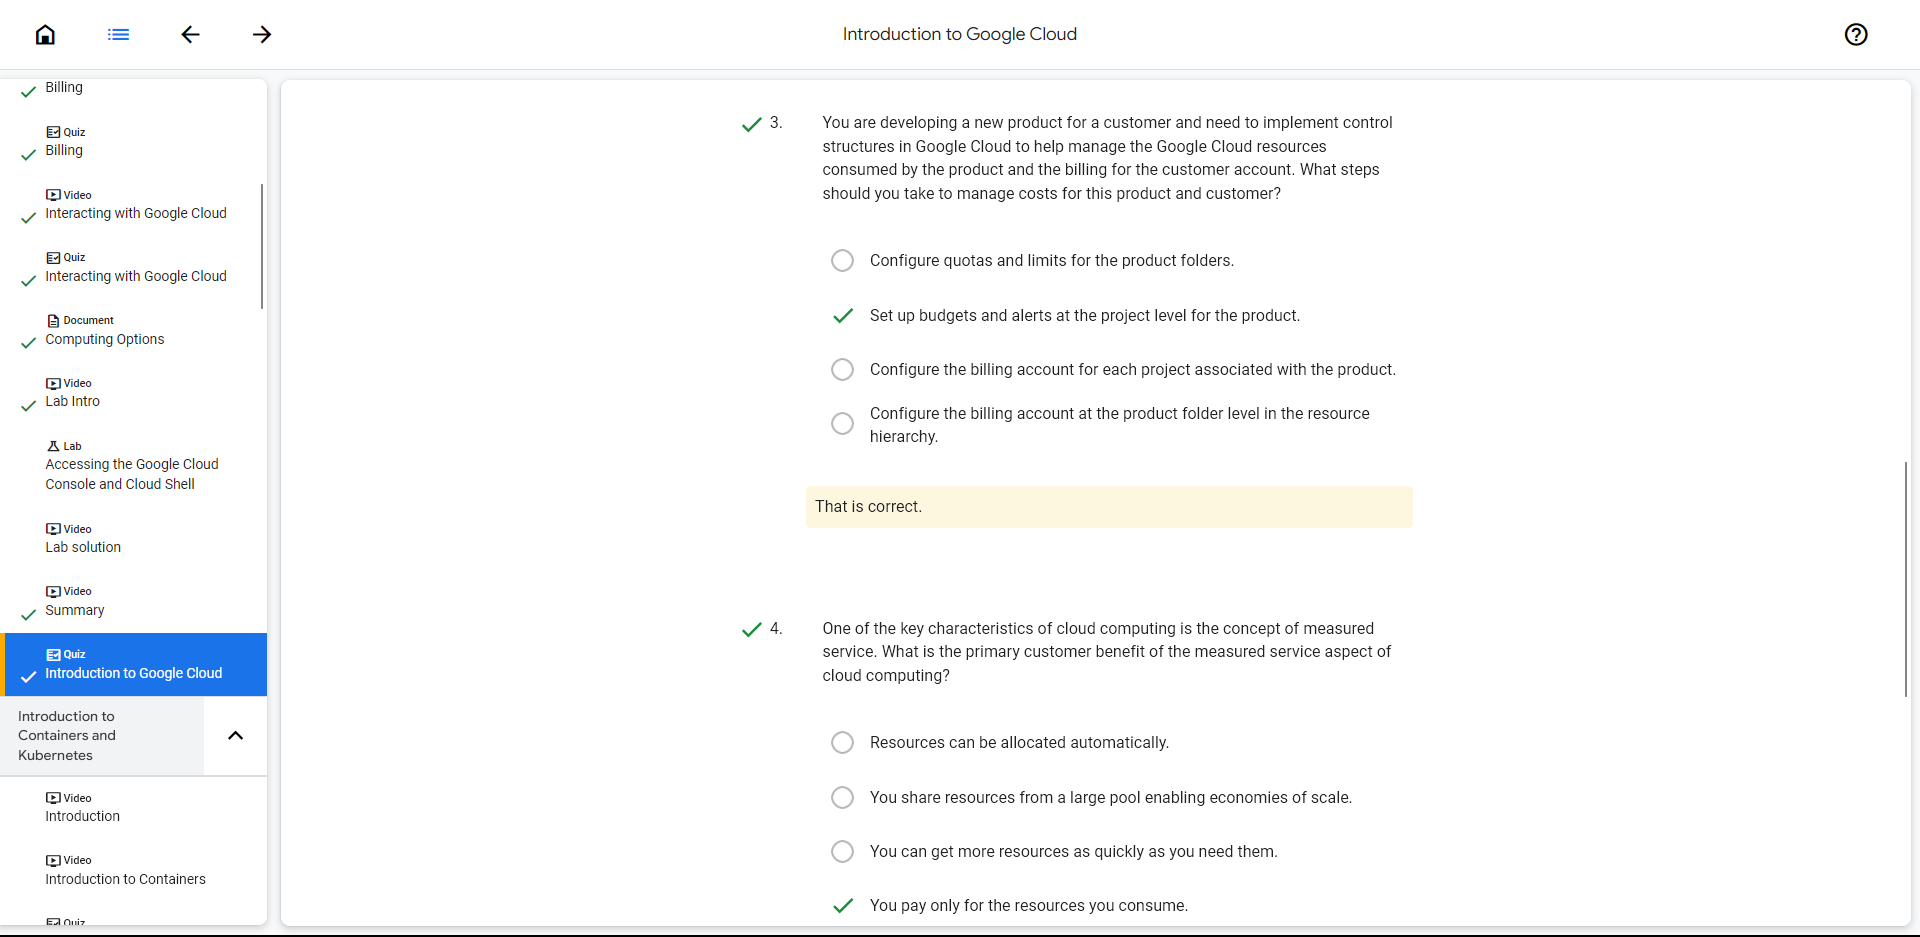 Introduction to Google Cloud
Billing
Quiz
Billing
Video
Interacting with Google Cloud
Quiz
Interacting with Google Cloud
Document
Computing Options
Video
Lab Intro
Lab
Accessing the Google Cloud
Console and Cloud Shell
Video
Lab solution
Video
Summary
Quiz
Introduction to Google Cloud
Introduction to
Containers and
Kubernetes
Video
Introduction
Video
Introduction to Containers
Quiz
3. You are developing a new product for a customer and need to implement control
structures in Google Cloud to help manage the Google Cloud resources
consumed by the product and the billing for the customer account. What steps
should you take to manage costs for this product and customer?
Configure quotas and limits for the product folders.
Set up budgets and alerts at the project level for the product.
Configure the billing account for each project associated with the product.
Configure the billing account at the product folder level in the resource
hierarchy.
That is correct.
4. One of the key characteristics of cloud computing is the concept of measured
service. What is the primary customer benefit of the measured service aspect of
cloud computing?
Resources can be allocated automatically.
You share resources from a large pool enabling economies of scale.
You can get more resources as quickly as you need them.
You pay only for the resources you consume.